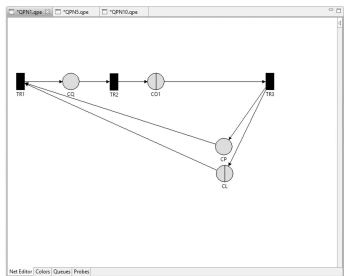 *QPN1.qpe *QPN5.qpe *QPN10.qpe
TR1 CQ TR2 CO1 TR3
CP
CL
Net Editor Colors Queues Probes